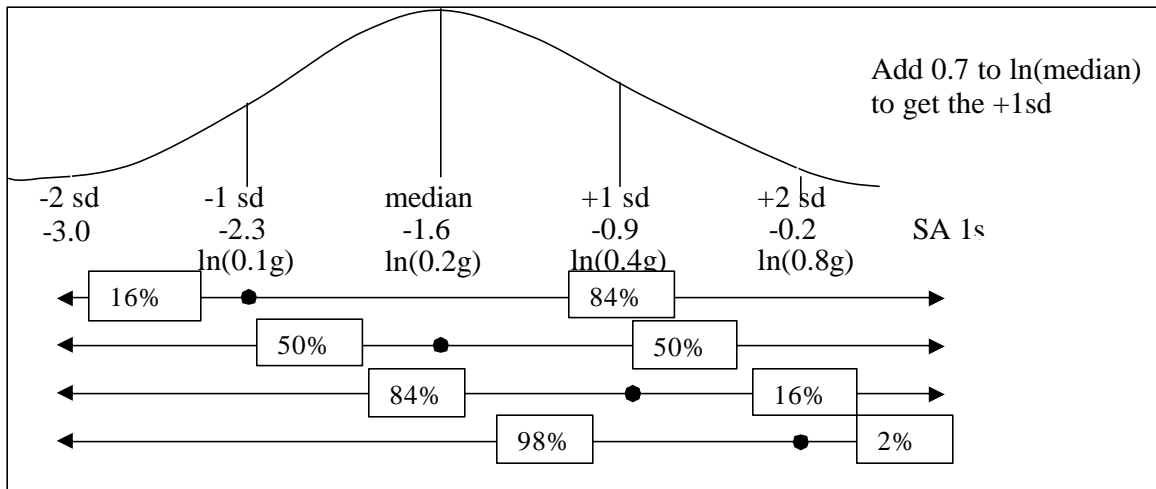 Add 0.7 to ln(median)
to get the +1sd
-2 sd -1 sd median +1 sd +2 sd
-3.0 -2.3 -1.6 -0.9 -0.2 SA 1s
ln(0.1g) ln(0.2g) ln(0.4g) ln(0.8g)
16% 84%
50% 50%
84% 16%
98% 2%